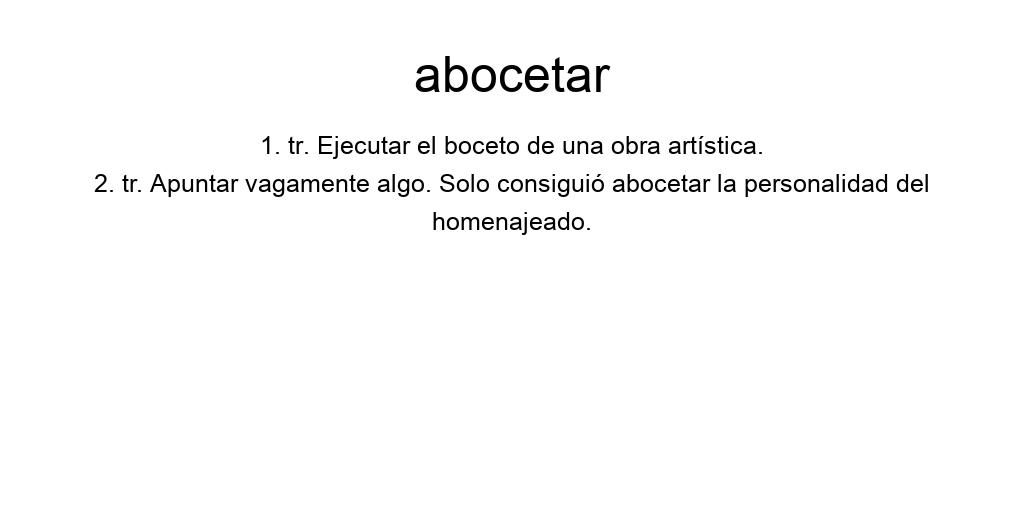 abocetar
1. tr. Ejecutar el boceto de una obra artística.
2. tr. Apuntar vagamente algo. Solo consiguió abocetar la personalidad del
homenajeado.